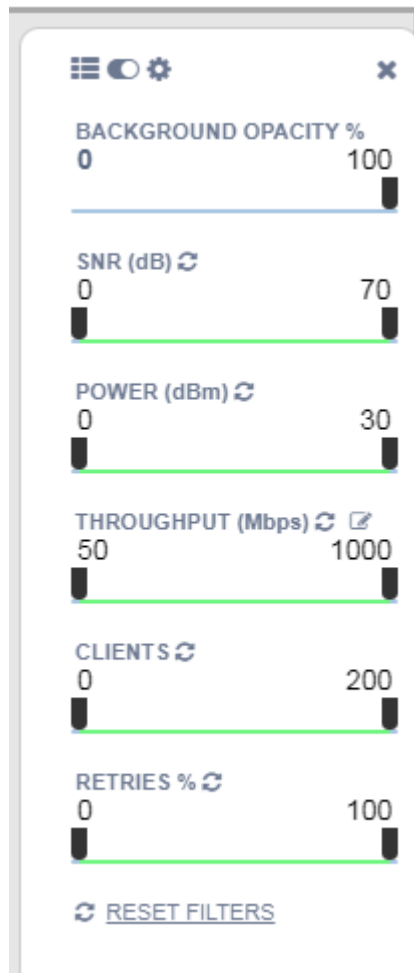 BACKGROUND OPACITY %
0 100
SNR (dB)
0 70
POWER (dBm)
0 30
THROUGHPUT (Mbps)
50 1000
CLIENTS
0 200
RETRIES %
0 100
RESET FILTERS